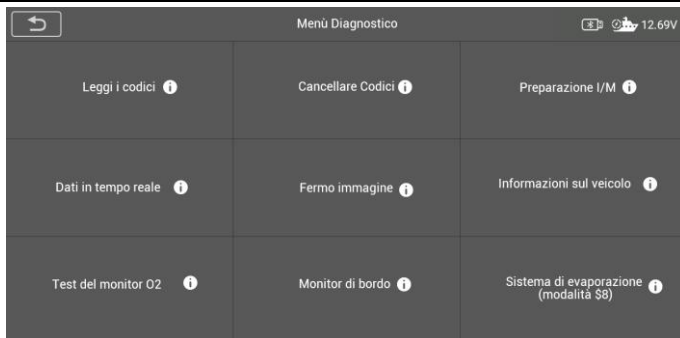 Menù Diagnostico
12.69V
Leggi i codici
Cancellare Codici
Preparazione I/M
Dati in tempo reale
Fermo immagine
Informazioni sul veicolo
Test del monitor O2
Monitor di bordo
Sistema di evaporazione
(modalità $8)